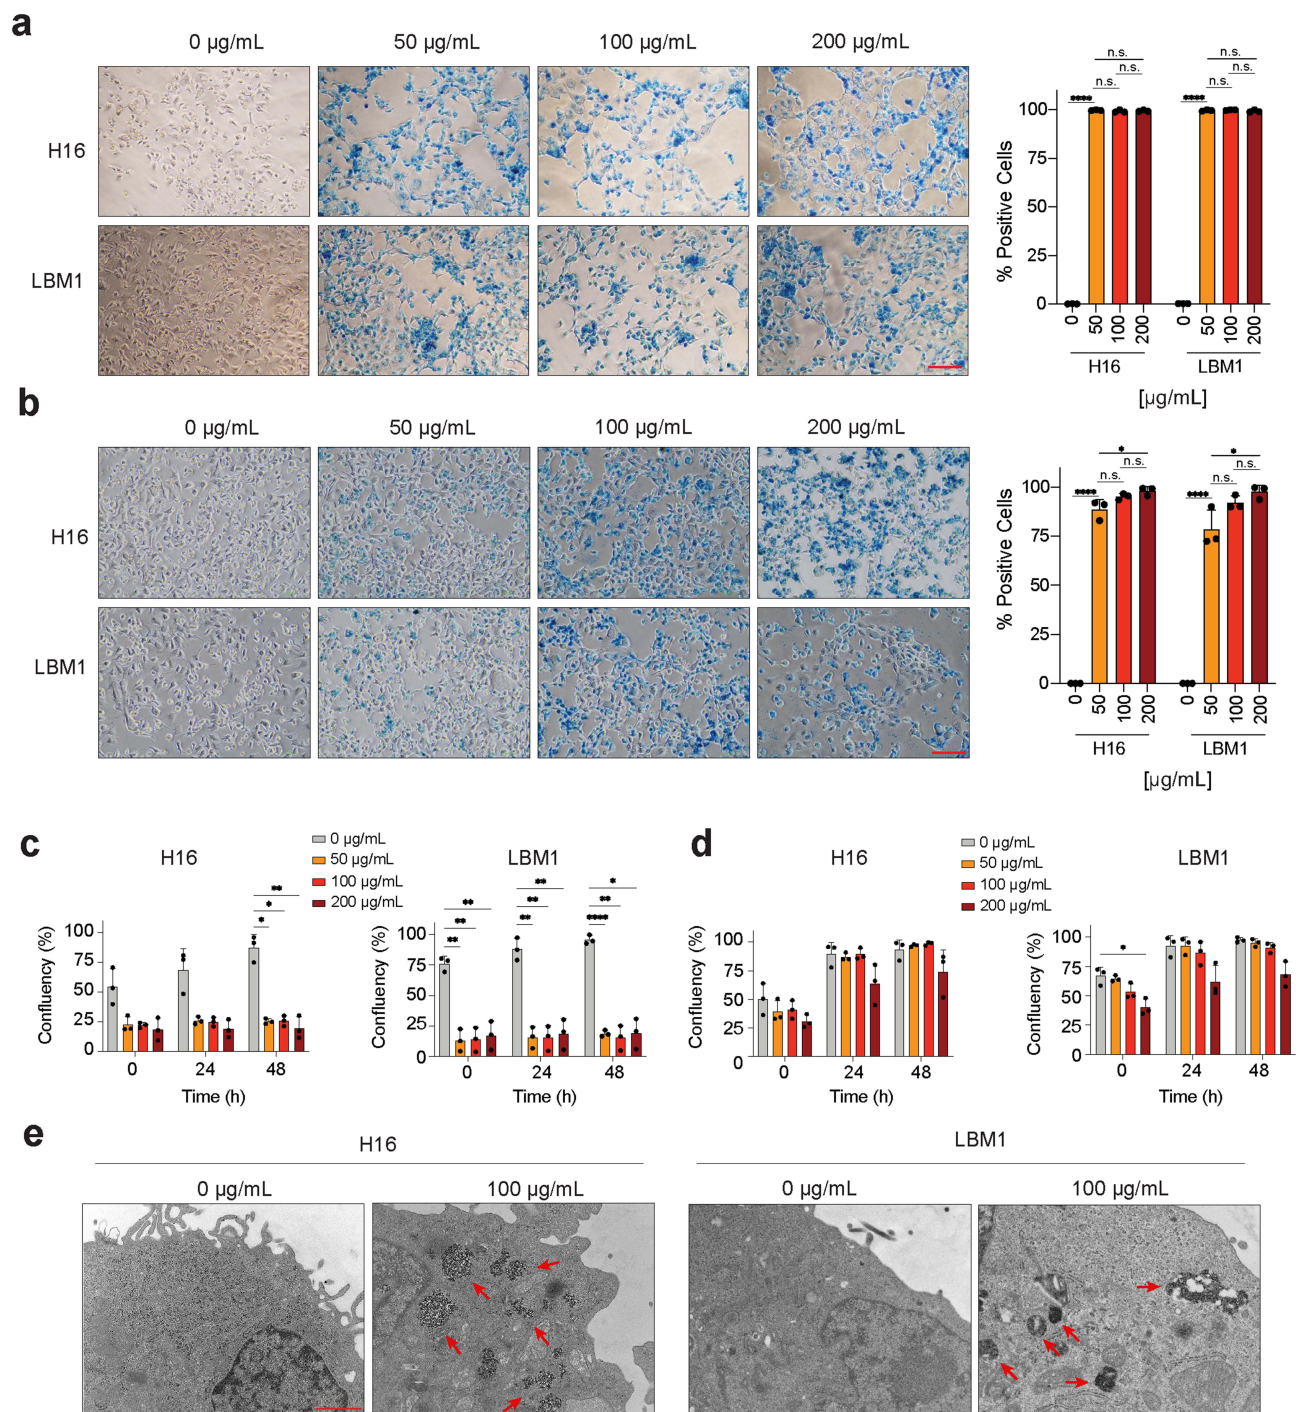 a
0 µg/mL 50 µg/mL 100 µg/mL 200 µg/mL
H16
LBM1
n.s.
n.s.
n.s.
****
n.s.
n.s.
n.s.
****
% Positive Cells
100
75
50
25
0
0 50 100 200 0 50 100 200
H16 LBM1
[µg/mL]
b
0 µg/mL 50 µg/mL 100 µg/mL 200 µg/mL
H16
LBM1
*
n.s.
n.s.
****
*
n.s.
n.s.
****
% Positive Cells
100
75
50
25
0
0 50 100 200 0 50 100 200
H16 LBM1
[µg/mL]
c
H16
0 µg/mL
50 µg/mL
100 µg/mL
200 µg/mL
LBM1
**
*
*
Confluency (%)
100
75
50
25
0
0 24 48
Time (h)
**
**
**
**
**
**
*
**
****
Confluency (%)
100
75
50
25
0
0 24 48
Time (h)
d
H16
0 µg/mL
50 µg/mL
100 µg/mL
200 µg/mL
LBM1
Confluency (%)
100
75
50
25
0
0 24 48
Time (h)
*
Confluency (%)
100
75
50
25
0
0 24 48
Time (h)
e
H16 LBM1
0 µg/mL 100 µg/mL 0 µg/mL 100 µg/mL